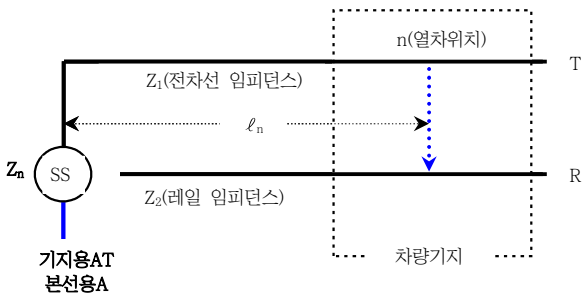 n(열차위치)
T
Z₁(전차선 임피던스)
ℓₙ
Zₙ
SS
R
Z₂(레일 임피던스)
기지용AT
본선용A
차량기지